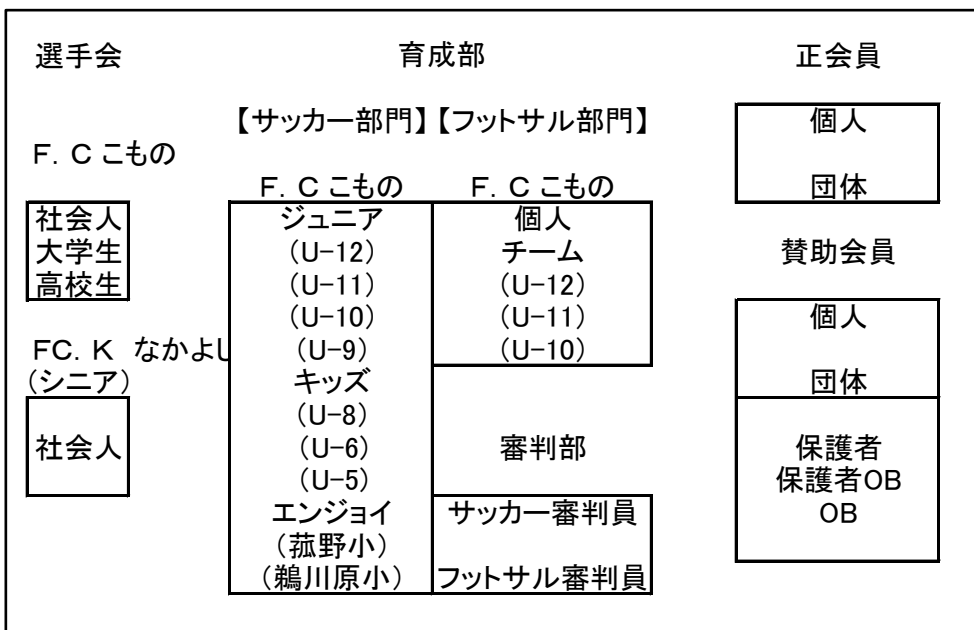 選手会
F. C こもの
社会人
大学生
高校生
FC. K なかよし
(シニア)
社会人
育成部
【サッカー部門】
F. C こもの
ジュニア
(U-12)
(U-11)
(U-10)
(U-9)
キッズ
(U-8)
(U-6)
(U-5)
エンジョイ
(菰野小)
(鵜川原小)
【フットサル部門】
F. C こもの
個人
チーム
(U-12)
(U-11)
(U-10)
審判部
サッカー審判員
フットサル審判員
正会員
個人
団体
賛助会員
個人
団体
保護者
保護者OB
OB